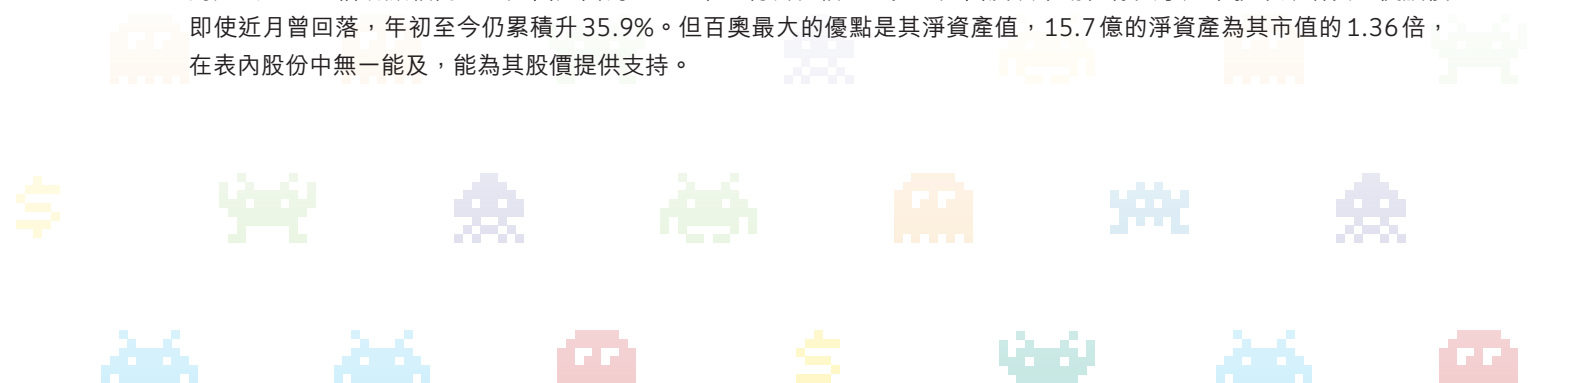 即使近月曾回落，年初至今仍累積升35.9%。但百奧最大的優點是其淨資產值，15.7億的淨資產為其市值的1.36倍，
在表內股份中無一能及，能為其股價提供支持。